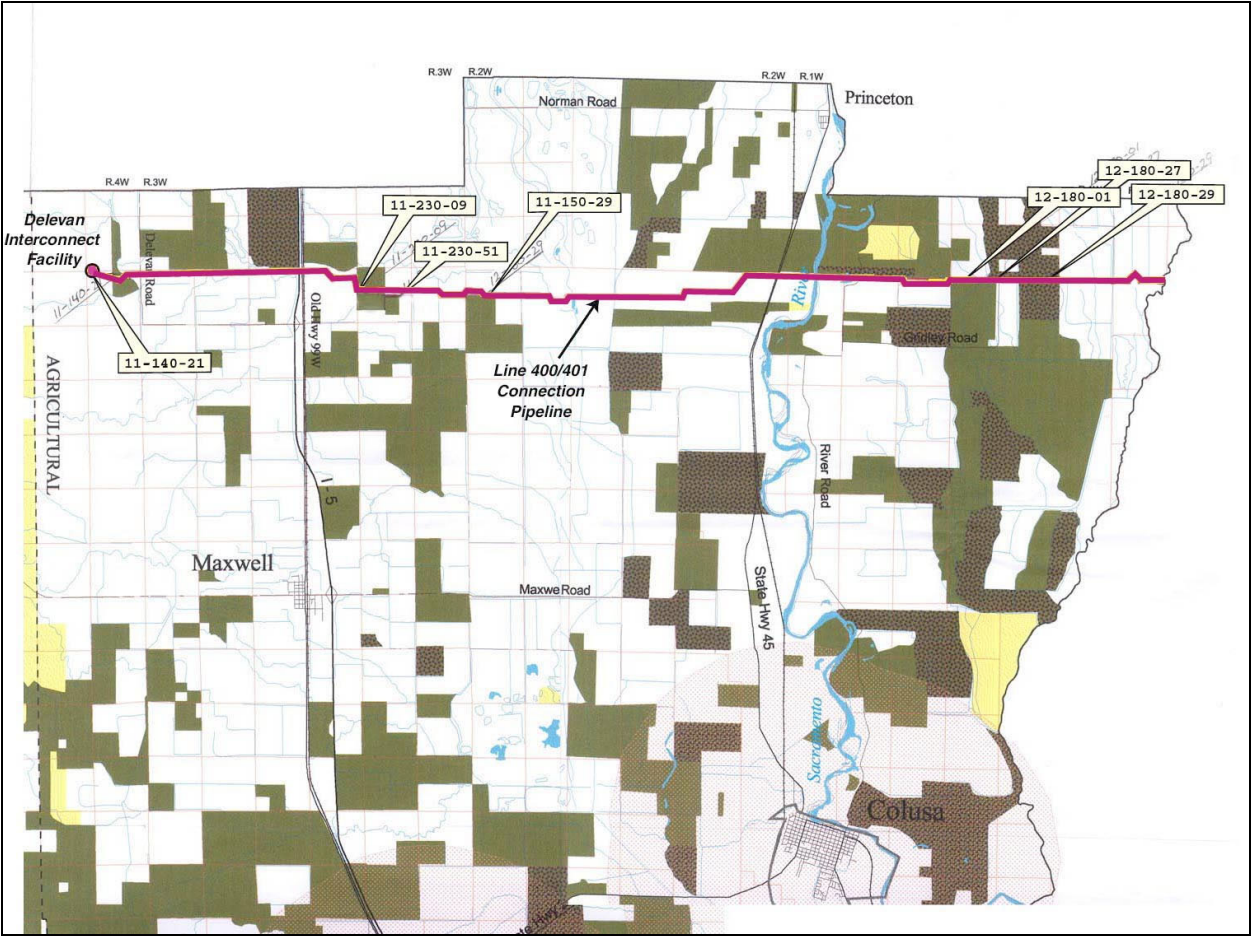 R.3W R.2W
R.2W R.1W
Norman Road
Princeton
R.4W R.3W
12-180-27
12-180-01
12-180-29
11-230-09
11-150-29
11-230-51
Delevan
Interconnect
Facility
Delevan Road
11-140-21
Old Hwy 99W
Line 400/401
Connection
Pipeline
River
Gridley Road
AGRICULTURAL
I - 5
River Road
Maxwell
Maxwe Road
State Hwy 45
Sacramento
Colusa